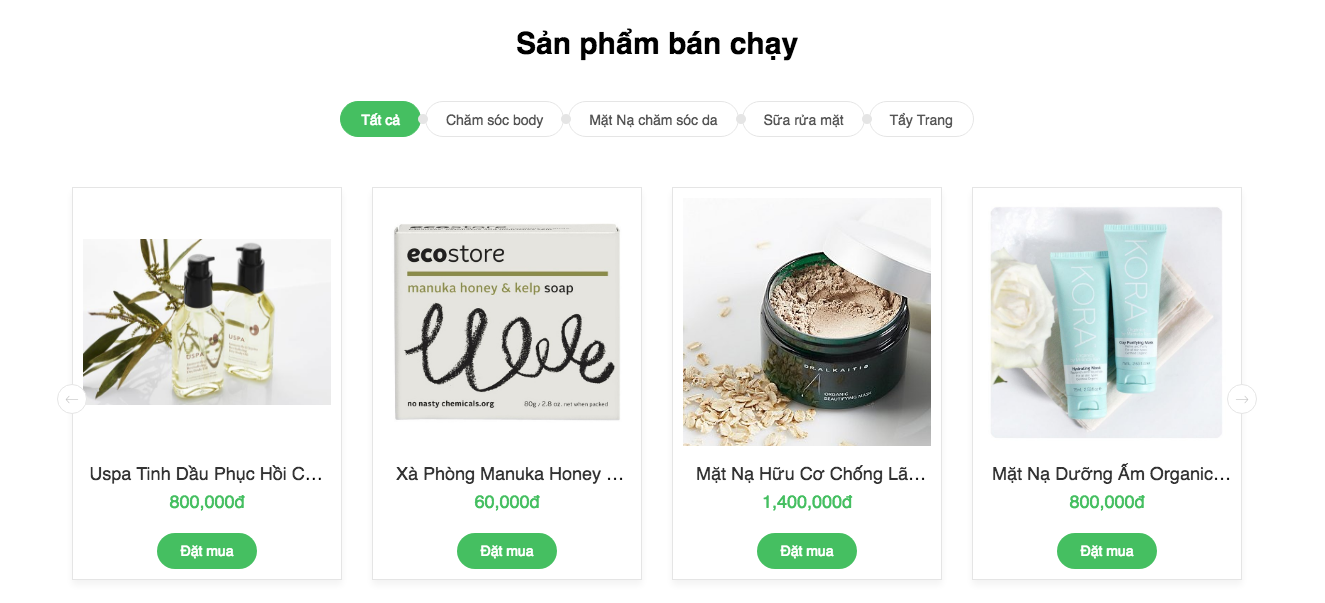 Sản phẩm bán chạy
Tất cả
Chăm sóc body
Mặt Nạ chăm sóc da
Sữa rửa mặt
Tẩy Trang
USPA
USPA
ecostore
manuka honey & kelp soap
no nasty chemicals.org
80g / 2.8 oz. net when packed
ORGANIC
BEAUTIFYING MASK
KORA
KORA
Day Purifying Mask
Hydrating Mask
Uspa Tinh Dầu Phục Hồi C...
800,000đ
Đặt mua
Xà Phòng Manuka Honey ...
60,000đ
Đặt mua
Mặt Nạ Hữu Cơ Chống Lã...
1,400,000đ
Đặt mua
Mặt Nạ Dưỡng Ẩm Organic...
800,000đ
Đặt mua